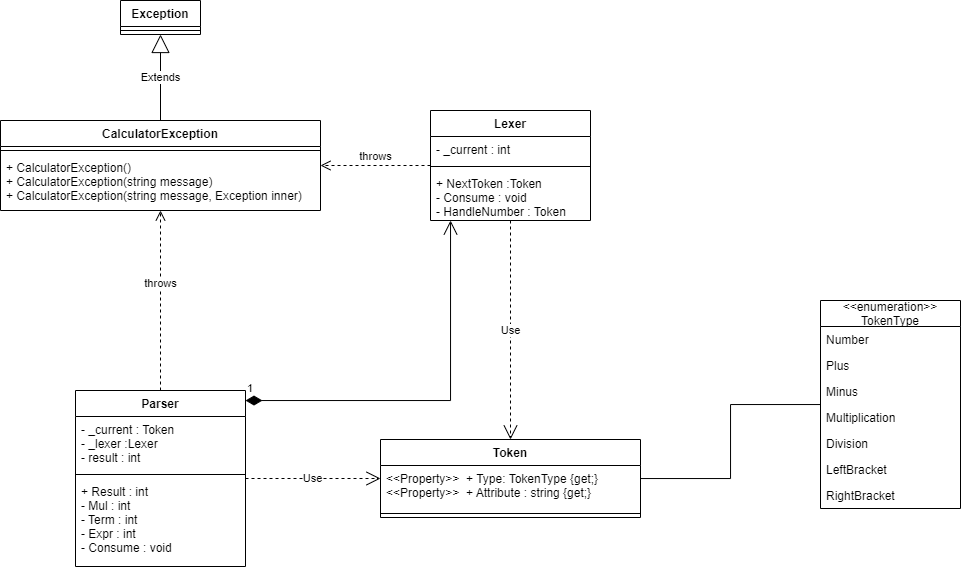 Exception
Extends
CalculatorException
+ CalculatorException()
+ CalculatorException(string message)
+ CalculatorException(string message, Exception inner)
throws
Lexer
- _current : int
+ NextToken :Token
- Consume : void
- HandleNumber : Token
throws
Use
<<enumeration>>
TokenType
Number
Plus
Minus
Multiplication
Division
LeftBracket
RightBracket
1
Parser
- _current : Token
- _lexer :Lexer
- result : int
+ Result : int
- Mul : int
- Term : int
- Expr : int
- Consume : void
Use
Token
<<Property>> + Type: TokenType {get;}
<<Property>> + Attribute : string {get;}